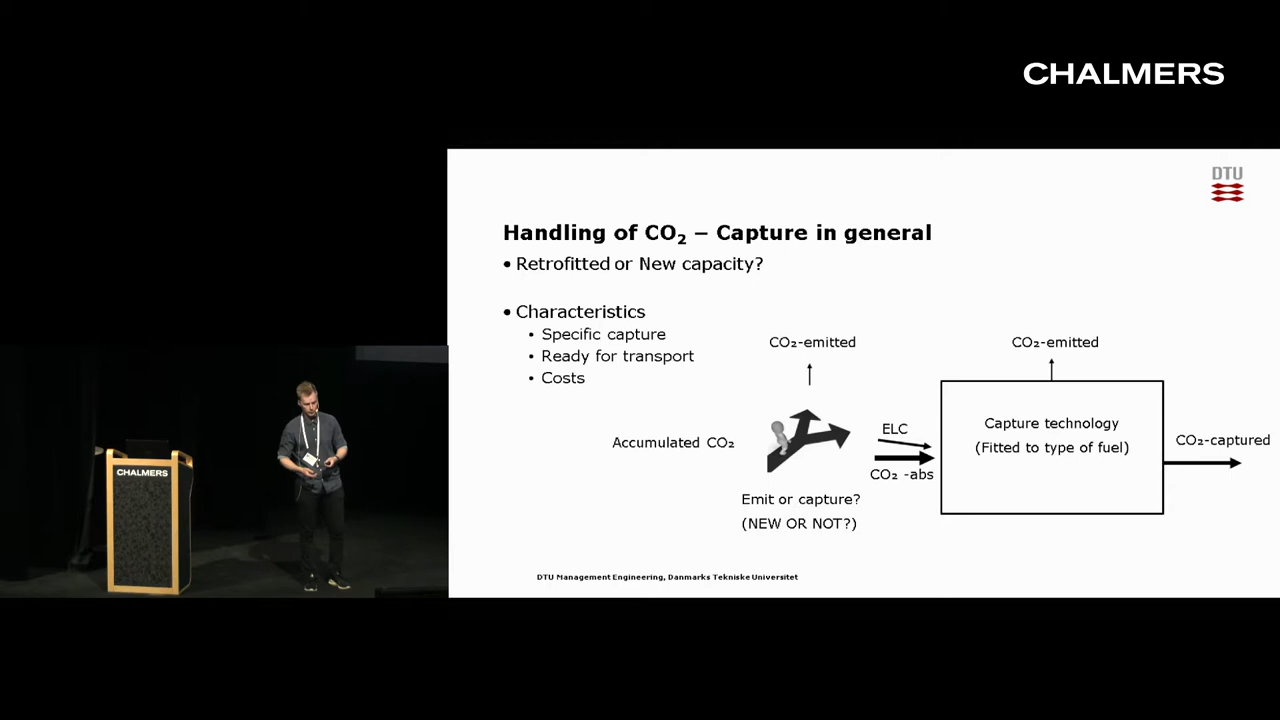 CHALMERS
DTU
Handling of CO₂ – Capture in general
• Retrofitted or New capacity?
• Characteristics
• Specific capture
• Ready for transport
• Costs
CO₂-emitted
CO₂-emitted
Accumulated CO₂
ELC
CO₂ -abs
Capture technology
(Fitted to type of fuel)
CO₂-captured
Emit or capture?
(NEW OR NOT?)
DTU Management Engineering, Danmarks Tekniske Universitet
CHALMERS